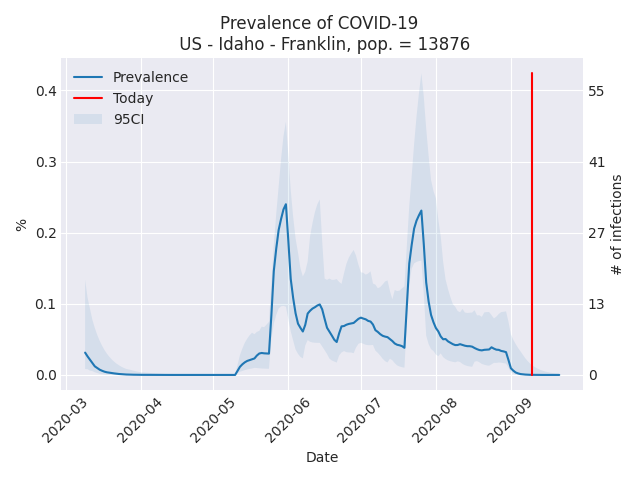 Prevalence of COVID-19
US - Idaho - Franklin, pop. = 13876
Prevalence
Today
95CI
0.4
0.3
0.2
0.1
0.0
%
55
41
27
13
0
# of infections
2020-03
2020-04
2020-05
2020-06
2020-07
2020-08
2020-09
Date